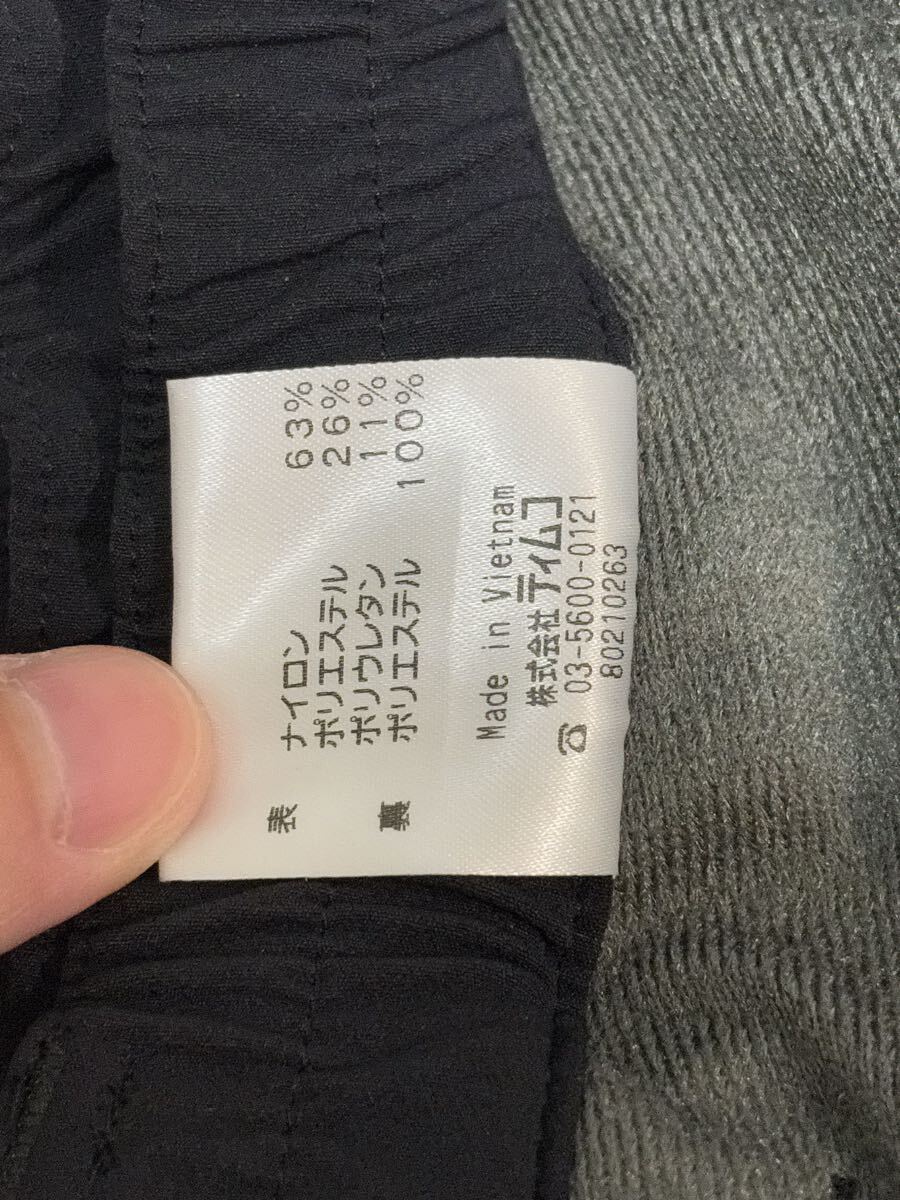 表 ナイロン 63%
ポリエステル 26%
ポリウレタン 11%
裏 ポリエステル 100%
Made in Vietnam
株式会社 ティムコ
☎ 03-5600-0121
80210263